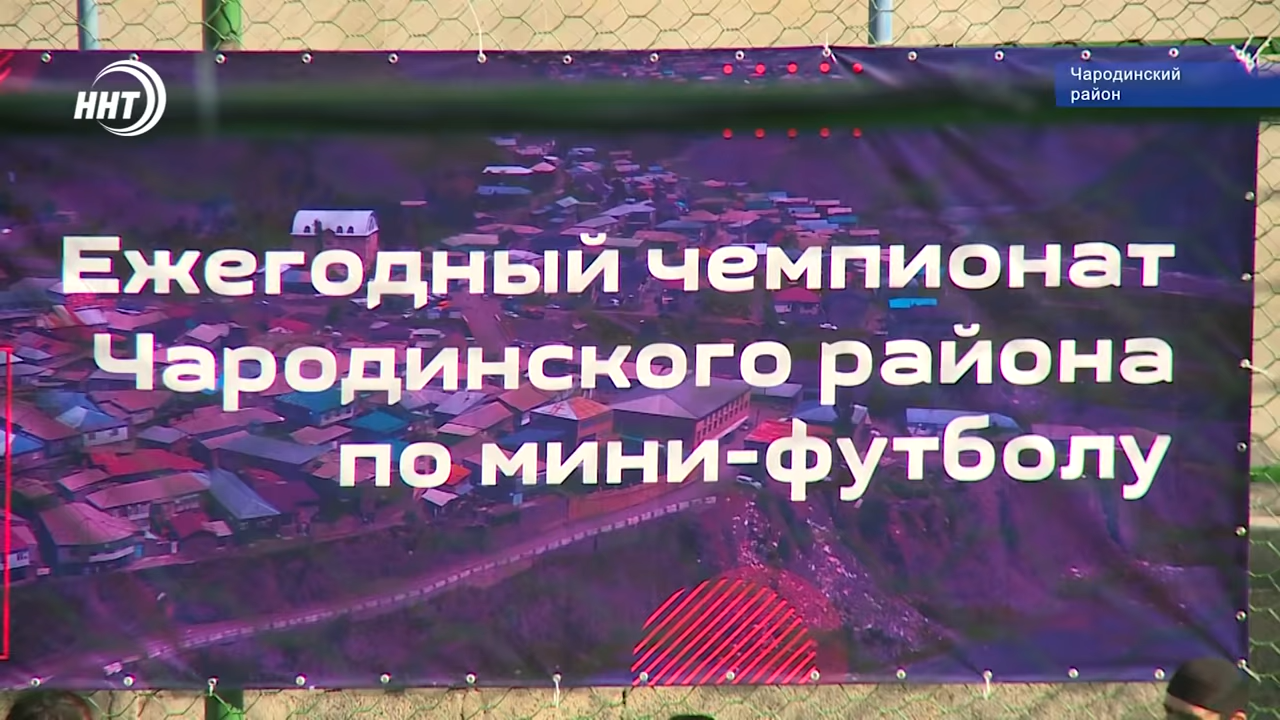 ННТ
Чародинский
район
Ежегодный чемпионат
Чародинского района
по мини-футболу